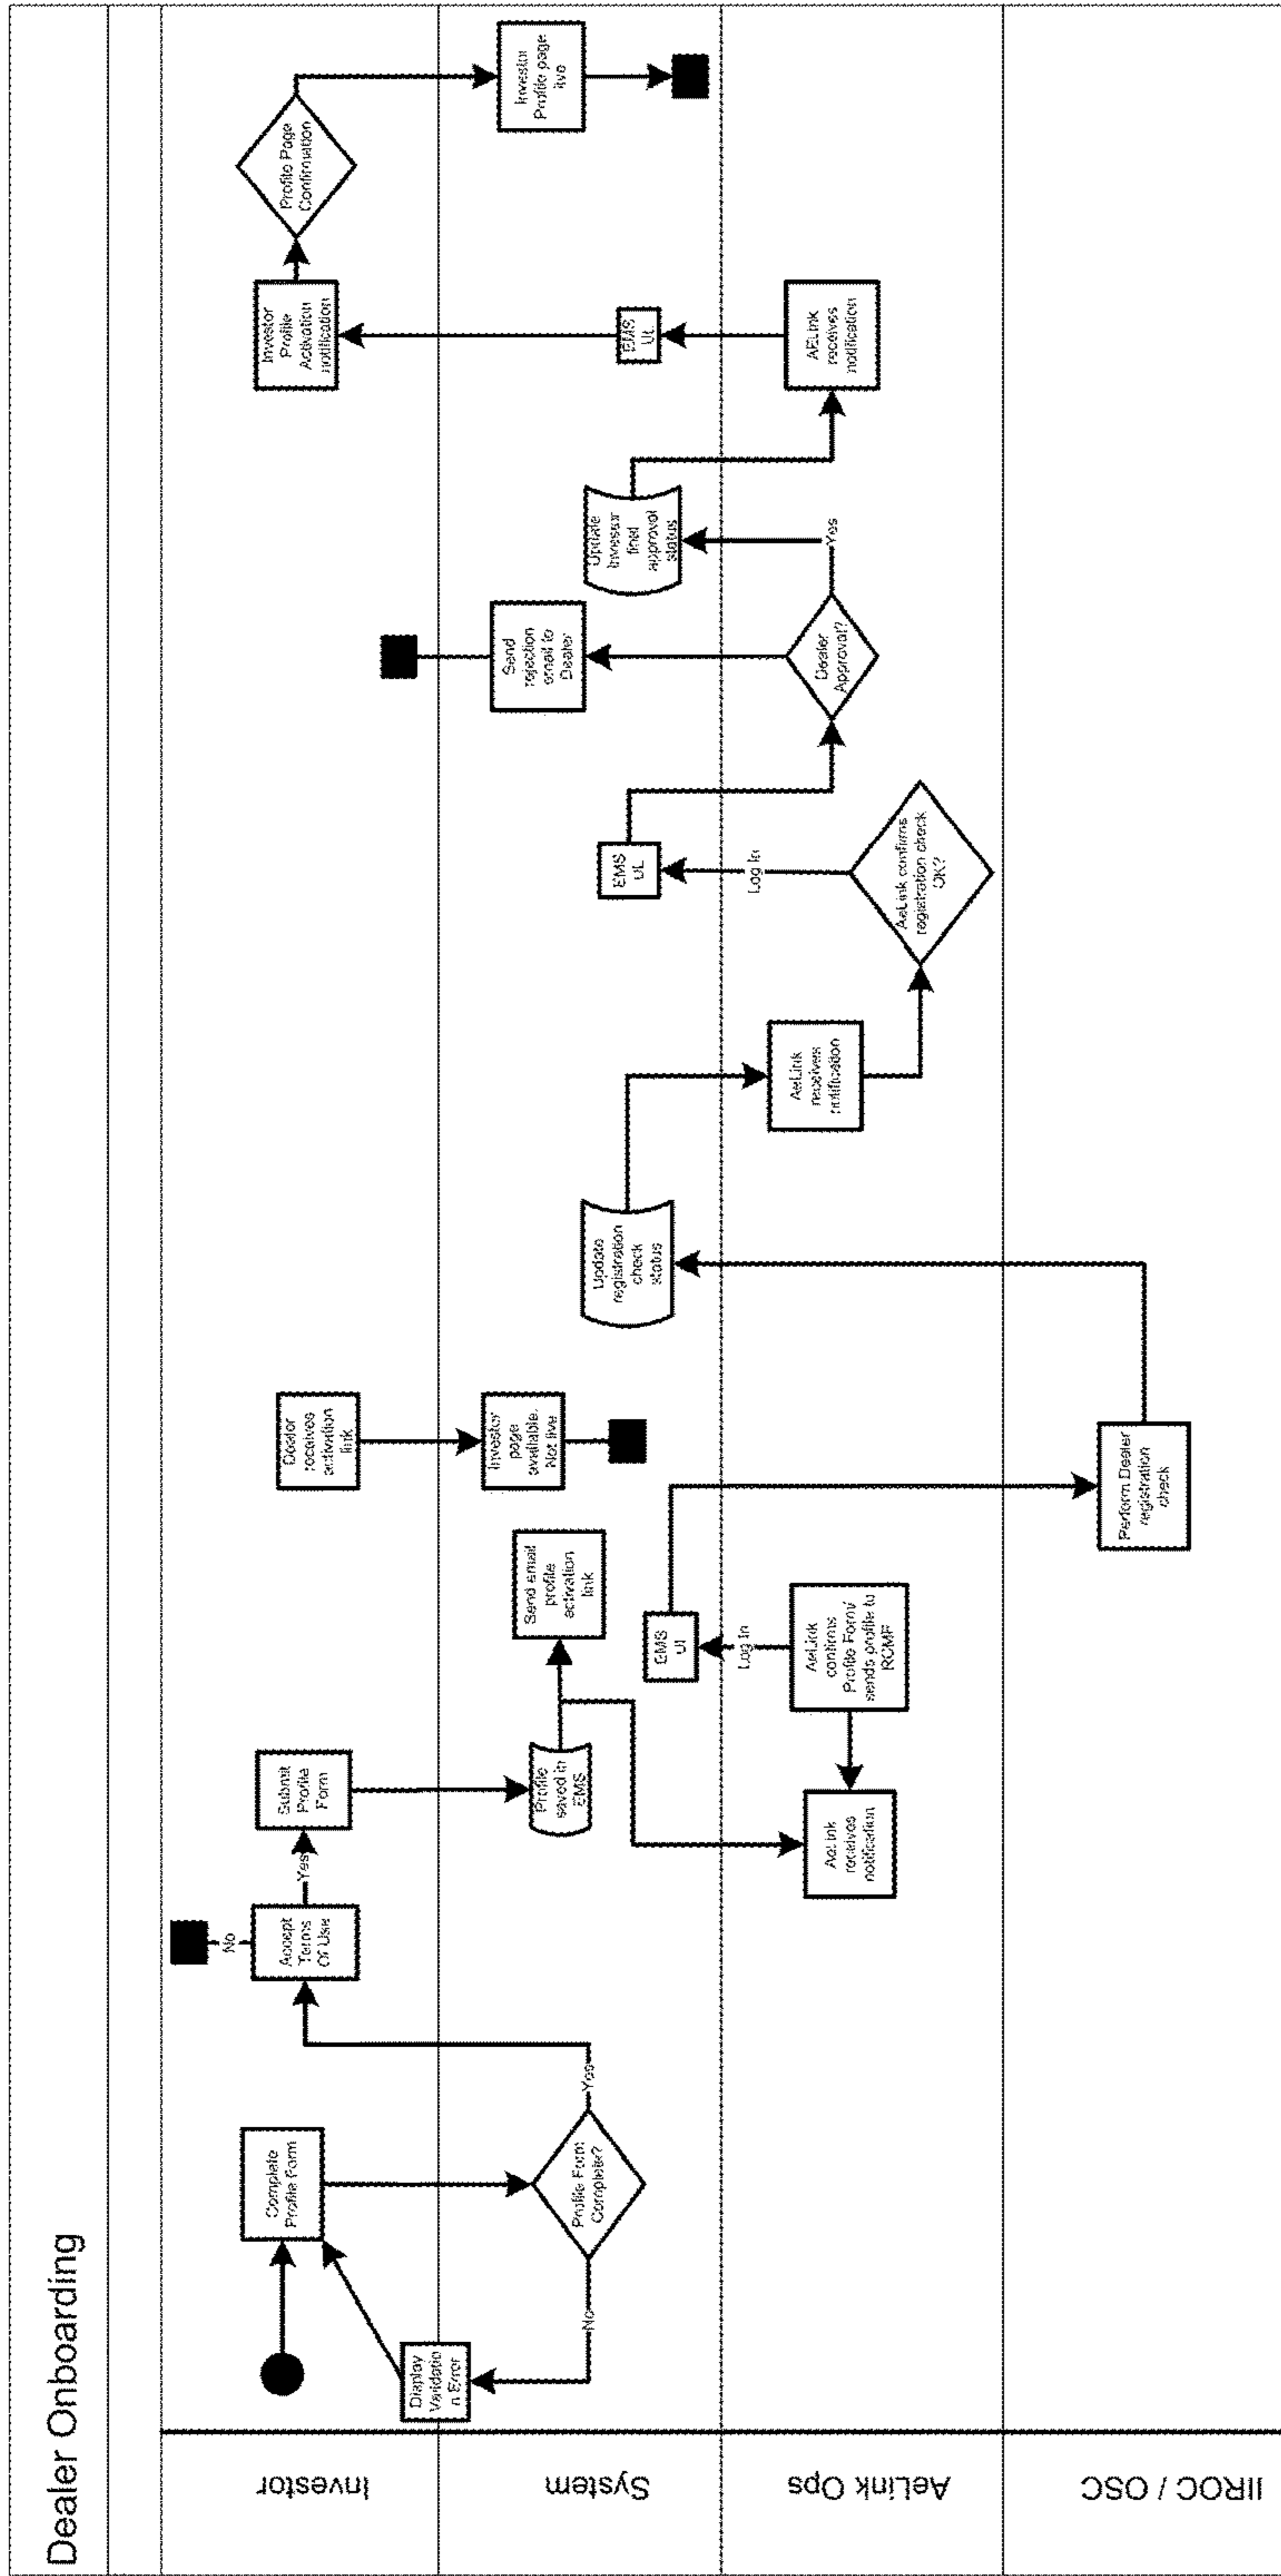 Dealer Onboarding
Investor
System
AeLink Ops
IIROC / OSC
Complete
Profile Form
Display
Validatio
n Error
Profile Form
Complete?
No
Yes
Accept
Terms
Of Use
No
Yes
Submit
Profile
Form
Profile
saved in
EMS
Send email
profile
activation
link
AeLink
receives
notification
AeLink
confirms
Profile Form/
sends profile to
RCMP
Log In
EMS
UI
Dealer
receives
activation
link
Investor
page
available.
Not live
Perform Dealer
registration
check
Update
registration
check
status
AeLink
receives
notification
AeLink confirms
registration check
OK?
Log In
EMS
Dealer
Approval?
Send
rejection
email to
Dealer
Yes
Update
Investor
final
approval
status
AELink
receives
notification
EMS
Investor
Profile
Activation
notification
Profile Page
Confirmation
Investor
Profile page
live